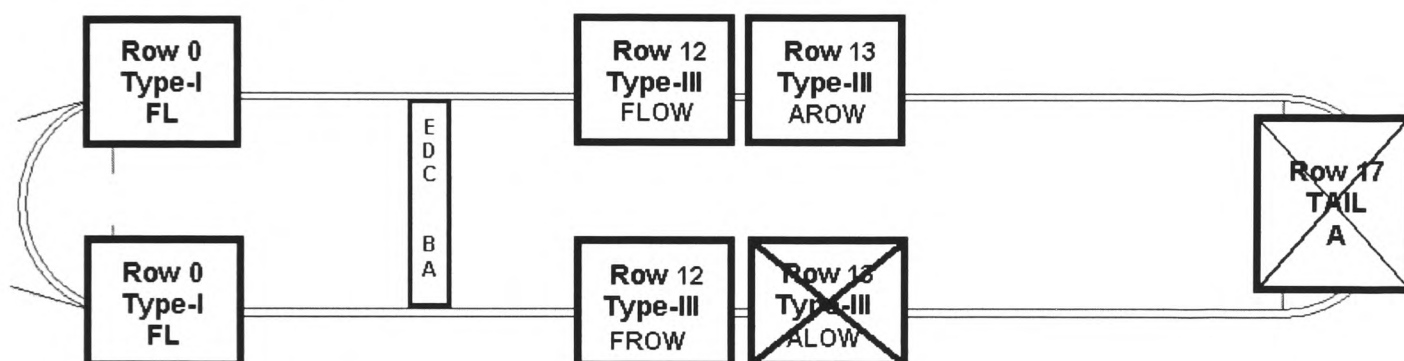 Row 0
Type-I
FL
Row 12
Type-III
FLOW
Row 13
Type-III
AROW
E
D
C
B
A
Row 17
TAIL
A
Row 0
Type-I
FL
Row 12
Type-III
FROW
Row 13
Type-III
ALOW